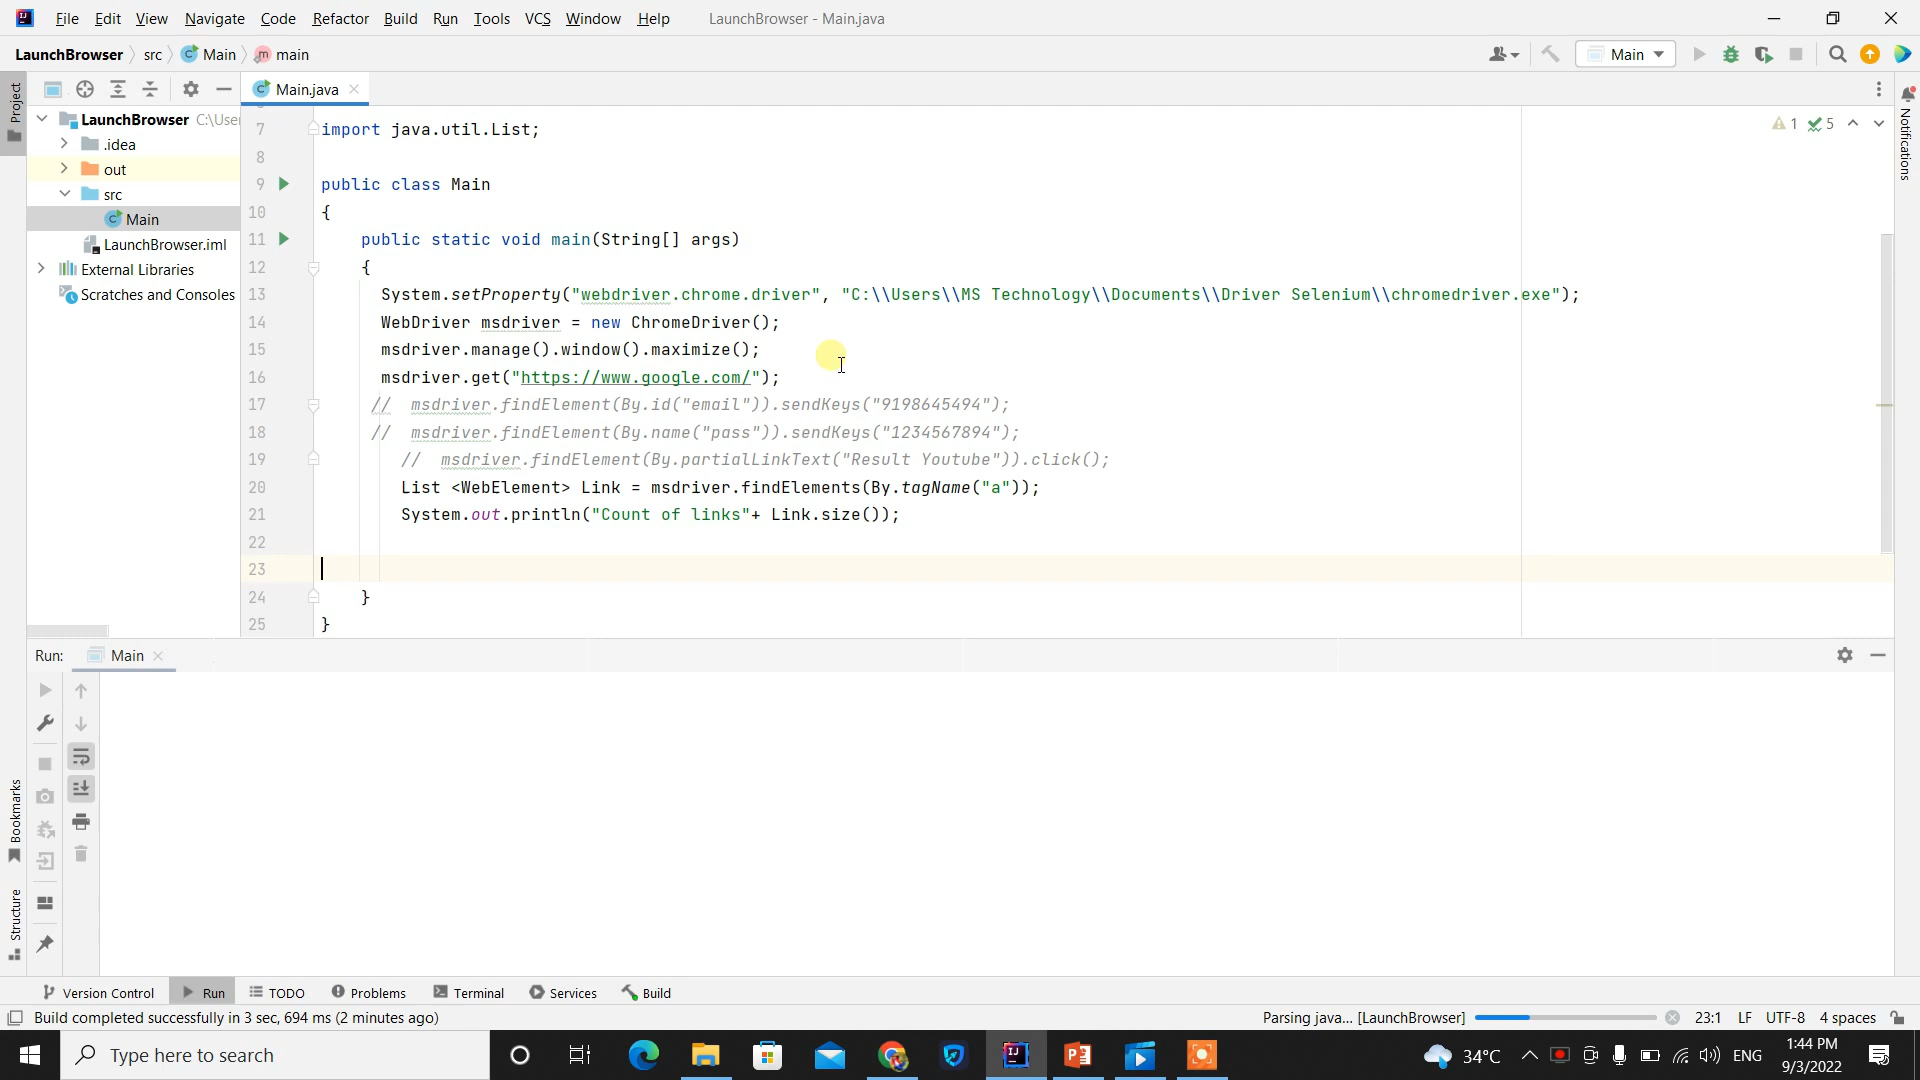 File Edit View Navigate Code Refactor Build Run Tools VCS Window Help LaunchBrowser - Main.java
LaunchBrowser src Main main
Main
Project
Main.java
Notifications
LaunchBrowser C:\User
.idea
out
src
Main
LaunchBrowser.iml
External Libraries
Scratches and Consoles
1 5
7 import java.util.List;
8
9 public class Main
10 {
11 public static void main(String[] args)
12 {
13 System.setProperty("webdriver.chrome.driver", "C:\\Users\\MS Technology\\Documents\\Driver Selenium\\chromedriver.exe");
14 WebDriver msdriver = new ChromeDriver();
15 msdriver.manage().window().maximize();
16 msdriver.get("https://www.google.com/");
17 // msdriver.findElement(By.id("email")).sendKeys("9198645494");
18 // msdriver.findElement(By.name("pass")).sendKeys("1234567894");
19 // msdriver.findElement(By.partialLinkText("Result Youtube")).click();
20 List <WebElement> Link = msdriver.findElements(By.tagName("a"));
21 System.out.println("Count of links"+ Link.size());
22
23
24 }
25 }
Run: Main
Bookmarks
Structure
Version Control Run TODO Problems Terminal Services Build
Build completed successfully in 3 sec, 694 ms (2 minutes ago) Parsing java... [LaunchBrowser] 23:1 LF UTF-8 4 spaces
Type here to search 34°C ENG 1:44 PM
9/3/2022